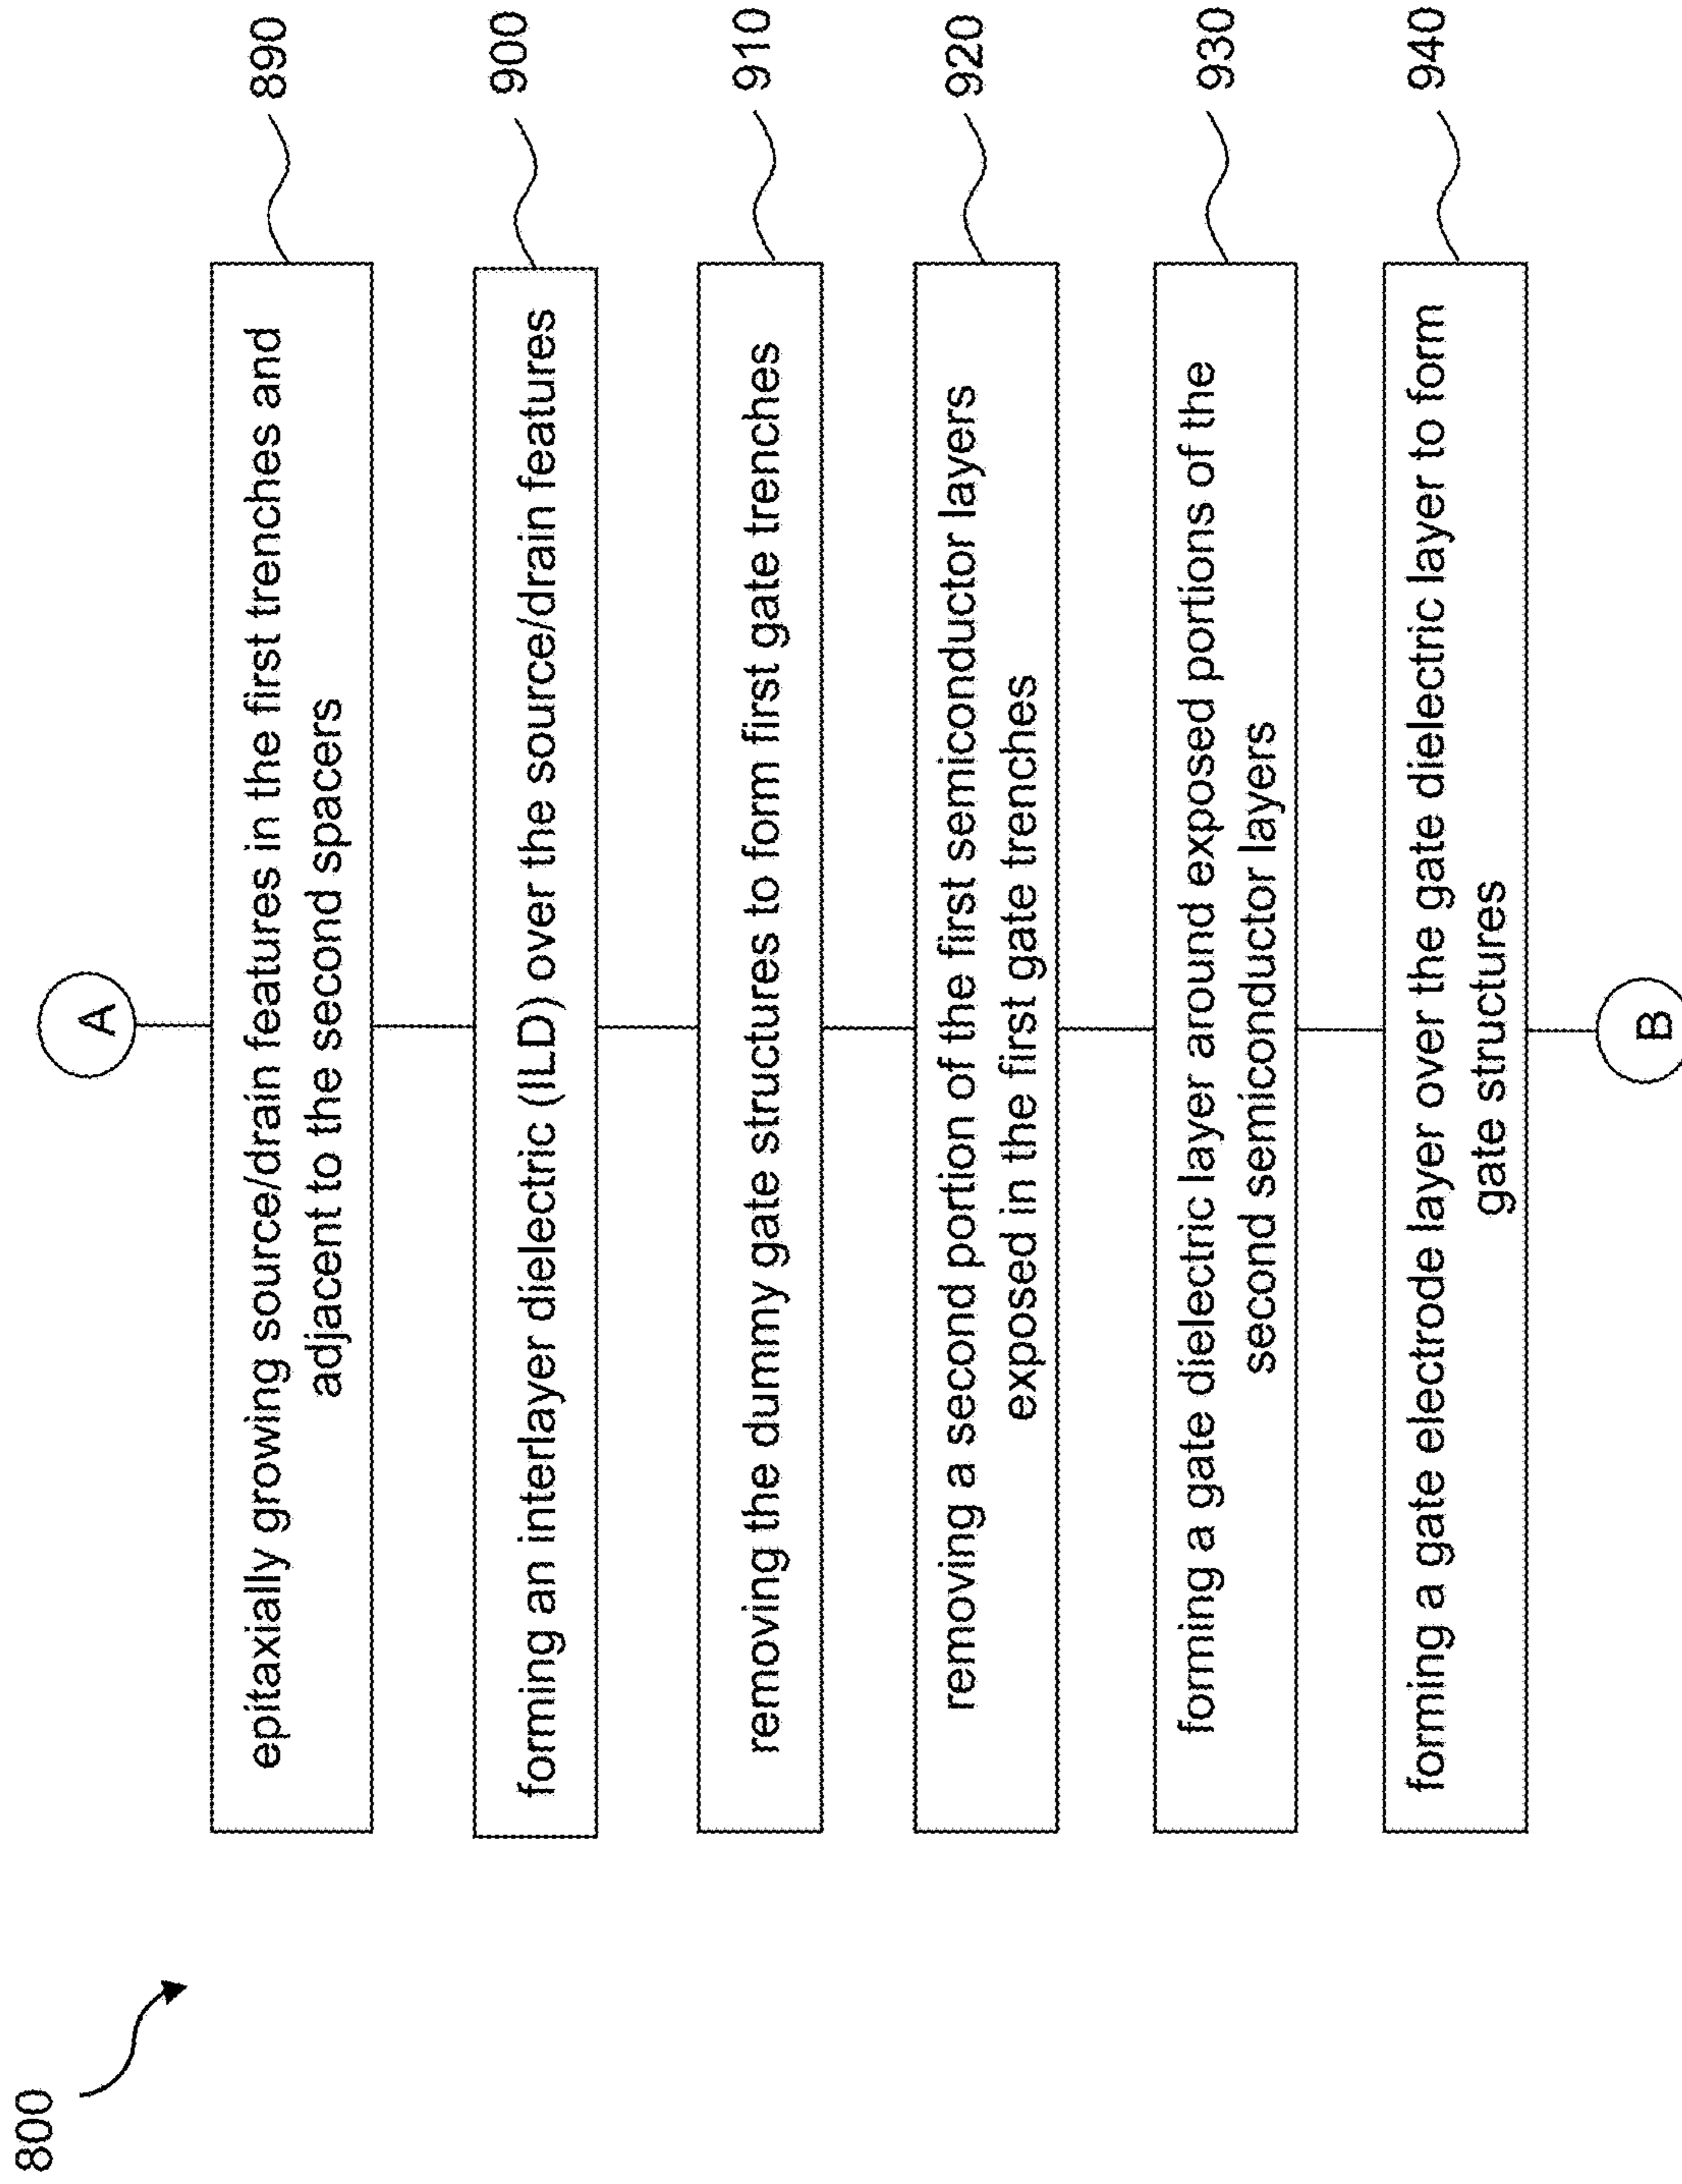 800
A
epitaxially growing source/drain features in the first trenches and
adjacent to the second spacers
890
forming an interlayer dielectric (ILD) over the source/drain features
900
removing the dummy gate structures to form first gate trenches
910
removing a second portion of the first semiconductor layers
exposed in the first gate trenches
920
forming a gate dielectric layer around exposed portions of the
second semiconductor layers
930
forming a gate electrode layer over the gate dielectric layer to form
gate structures
940
B